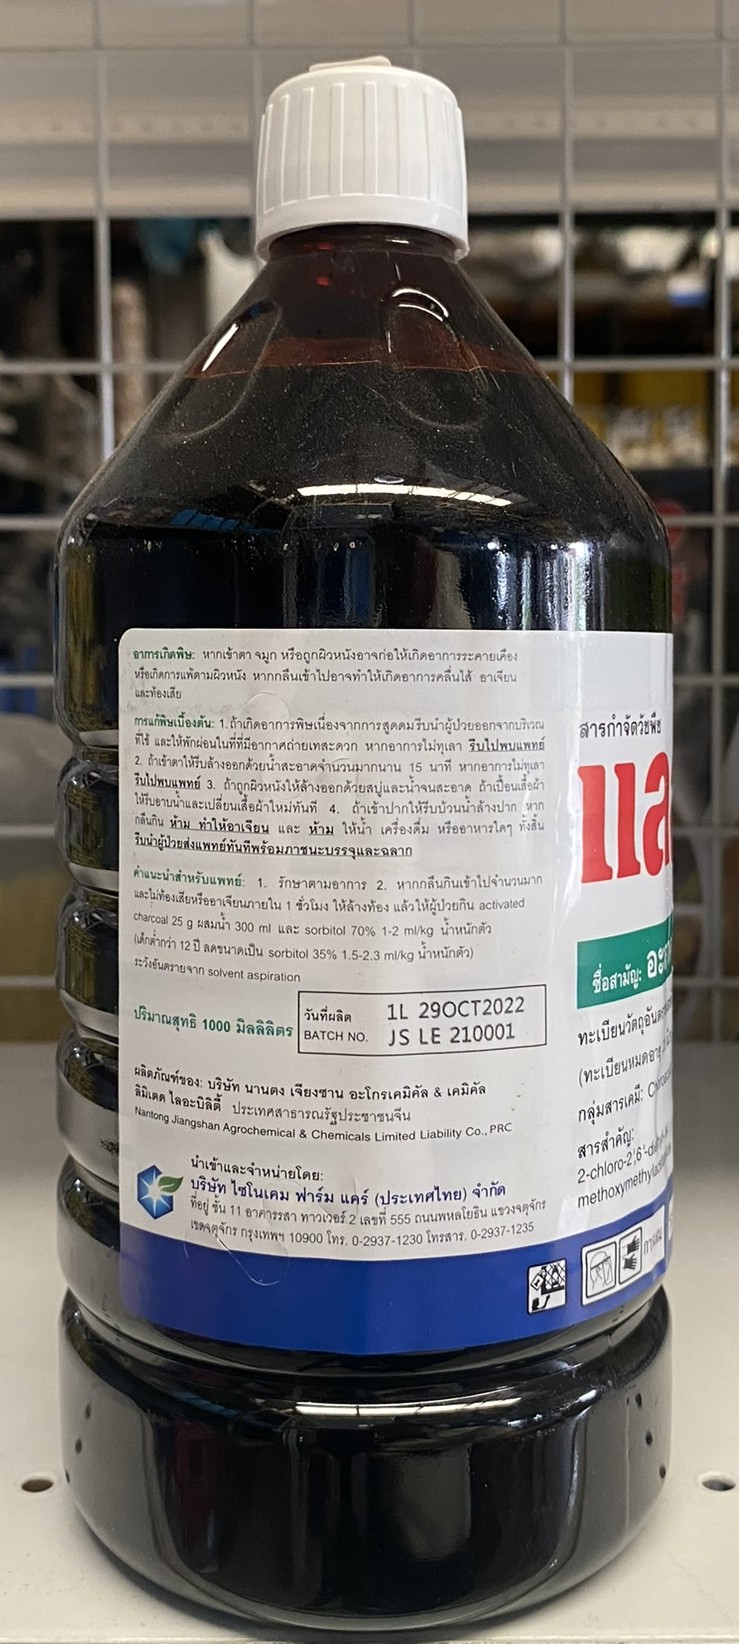 อาการเกิดพิษ: หากเข้าตา จมูก หรือถูกผิวหนังอาจก่อให้เกิดอาการระคายเคือง
หรือเกิดการแพ้ตามผิวหนัง หากกลืนเข้าไปอาจทำให้เกิดอาการคลื่นไส้ อาเจียน
และท้องเสีย
การแก้พิษเบื้องต้น: 1. ถ้าเกิดอาการพิษเนื่องจากการสูดดมรีบนำผู้ป่วยออกจากบริเวณ
ที่ใช้ และให้พักผ่อนในที่ที่มีอากาศถ่ายเทสะดวก หากอาการไม่ทุเลา รีบไปพบแพทย์
2. ถ้าเข้าตาให้รีบล้างออกด้วยน้ำสะอาดจำนวนมากนาน 15 นาที หากอาการไม่ทุเลา
รีบไปพบแพทย์ 3. ถ้าถูกผิวหนังให้ล้างออกด้วยสบู่และน้ำจนสะอาด ถ้าเปื้อนเสื้อผ้า
ให้รีบอาบน้ำและเปลี่ยนเสื้อผ้าใหม่ทันที 4. ถ้าเข้าปากให้รีบบ้วนน้ำล้างปาก หาก
กลืนกิน ห้าม ทำให้อาเจียน และ ห้าม ให้น้ำ เครื่องดื่ม หรืออาหารใดๆ ทั้งสิ้น
รีบนำผู้ป่วยส่งแพทย์ทันทีพร้อมภาชนะบรรจุและฉลาก
คำแนะนำสำหรับแพทย์: 1. รักษาตามอาการ 2. หากกลืนกินเข้าไปจำนวนมาก
และไม่ท้องเสียหรืออาเจียนภายใน 1 ชั่วโมง ให้ล้างท้อง แล้วให้ผู้ป่วยกิน activated
charcoal 25 g ผสมน้ำ 300 ml และ sorbitol 70% 1-2 ml/kg น้ำหนักตัว
(เด็กต่ำกว่า 12 ปี ลดขนาดเป็น sorbitol 35% 1.5-2.3 ml/kg น้ำหนักตัว)
ระวังอันตรายจาก solvent aspiration
ปริมาณสุทธิ 1000 มิลลิลิตร
วันที่ผลิต 1L 29OCT2022
BATCH NO. JS LE 210001
ผลิตภัณฑ์ของ: บริษัท นานตง เจียงซาน อะโกรเคมิคัล & เคมิคัล
ลิมิเตด ไลอะบิลิตี้ ประเทศสาธารณรัฐประชาชนจีน
Nantong Jiangshan Agrochemical & Chemicals Limited Liability Co., PRC
นำเข้าและจำหน่ายโดย:
บริษัท ไซโนเคม ฟาร์ม แคร์ (ประเทศไทย) จำกัด
ที่อยู่ ชั้น 11 อาคารรสา ทาวเวอร์ 2 เลขที่ 555 ถนนพหลโยธิน แขวงจตุจักร
เขตจตุจักร กรุงเทพฯ 10900 โทร. 0-2937-1230 โทรสาร. 0-2937-1235
สารกำจัดวัชพืช
ชื่อสามัญ:
ทะเบียนวัตถุอันตราย
(ทะเบียนหมดอายุ
กลุ่มสารเคมี:
สารสำคัญ:
2-chloro-2',6'-diethyl-